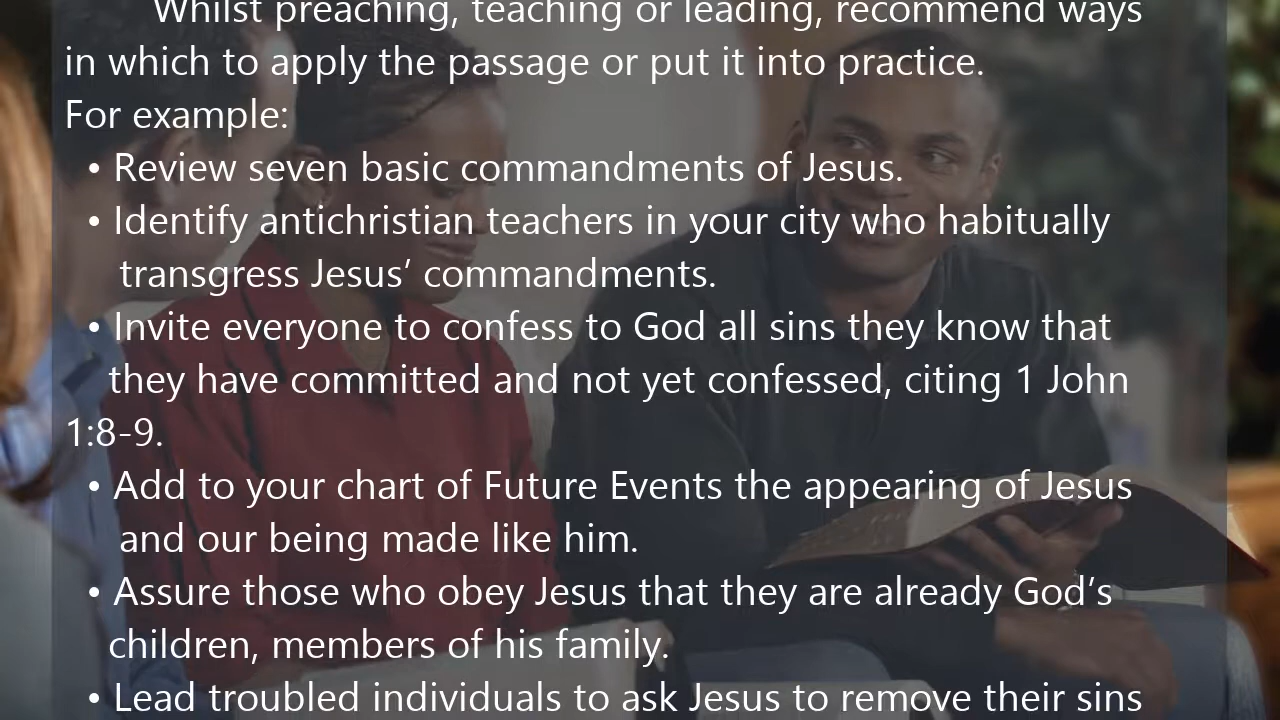 Whilst preaching, teaching or leading, recommend ways
in which to apply the passage or put it into practice.
For example:
• Review seven basic commandments of Jesus.
• Identify antichristian teachers in your city who habitually
transgress Jesus’ commandments.
• Invite everyone to confess to God all sins they know that
they have committed and not yet confessed, citing 1 John
1:8-9.
• Add to your chart of Future Events the appearing of Jesus
and our being made like him.
• Assure those who obey Jesus that they are already God’s
children, members of his family.
• Lead troubled individuals to ask Jesus to remove their sins